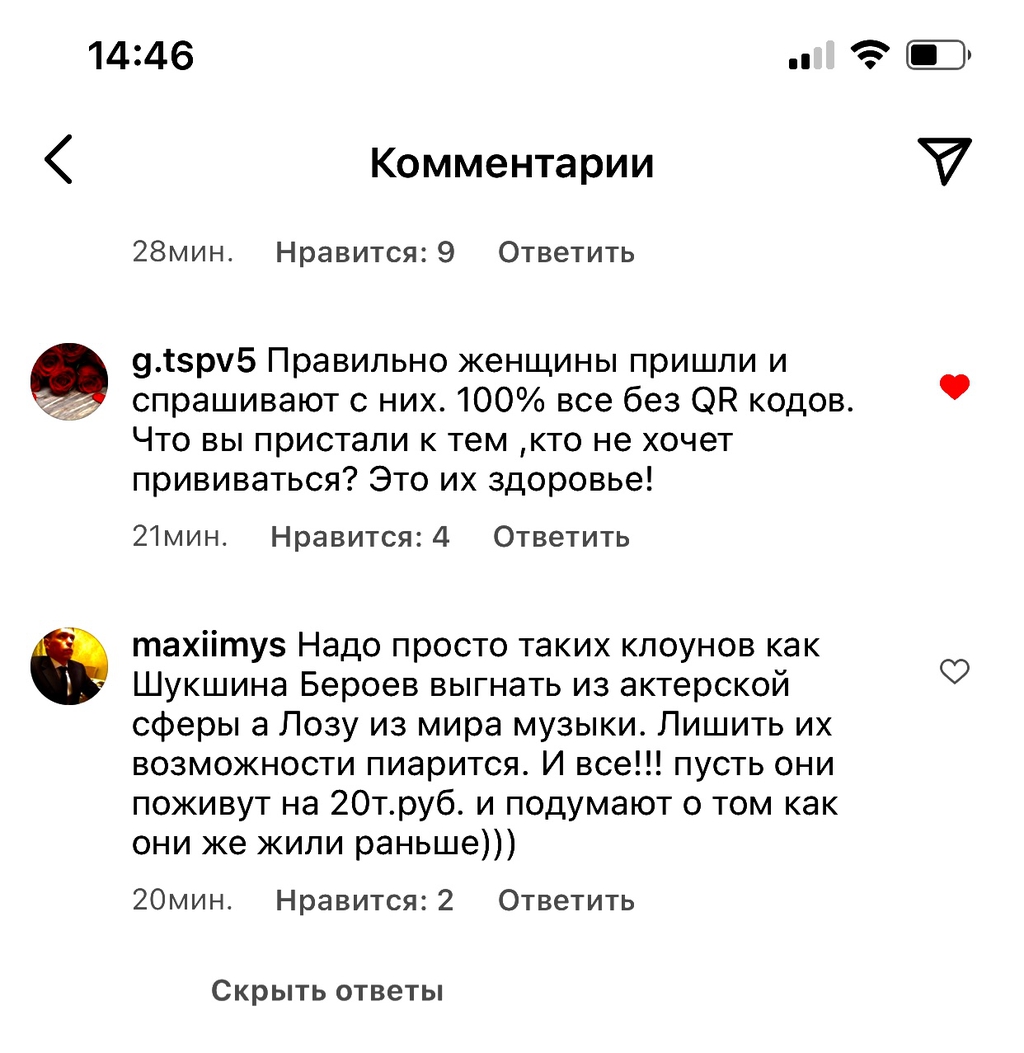 14:46
Комментарии
28мин. Нравится: 9 Ответить
g.tspv5 Правильно женщины пришли и
спрашивают с них. 100% все без QR кодов.
Что вы пристали к тем ,кто не хочет
прививаться? Это их здоровье!
21мин. Нравится: 4 Ответить
maxiimys Надо просто таких клоунов как
Шукшина Бероев выгнать из актерской
сферы а Лозу из мира музыки. Лишить их
возможности пиарится. И все!!! пусть они
поживут на 20т.руб. и подумают о том как
они же жили раньше)))
20мин. Нравится: 2 Ответить
Скрыть ответы